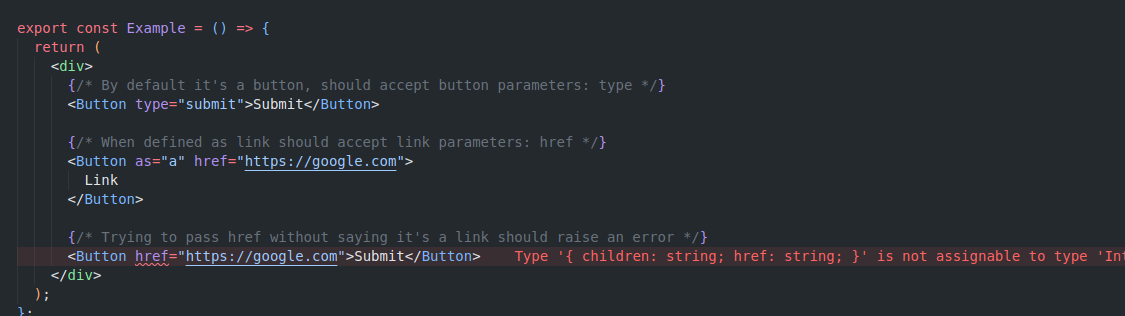 export const Example = () => {
return (
<div>
{/* By default it's a button, should accept button parameters: type */}
<Button type="submit">Submit</Button>
{/* When defined as link should accept link parameters: href */}
<Button as="a" href="https://google.com">
Link
</Button>
{/* Trying to pass href without saying it's a link should raise an error */}
<Button href="https://google.com">Submit</Button> Type '{ children: string; href: string; }' is not assignable to type 'Int
</div>
);
};